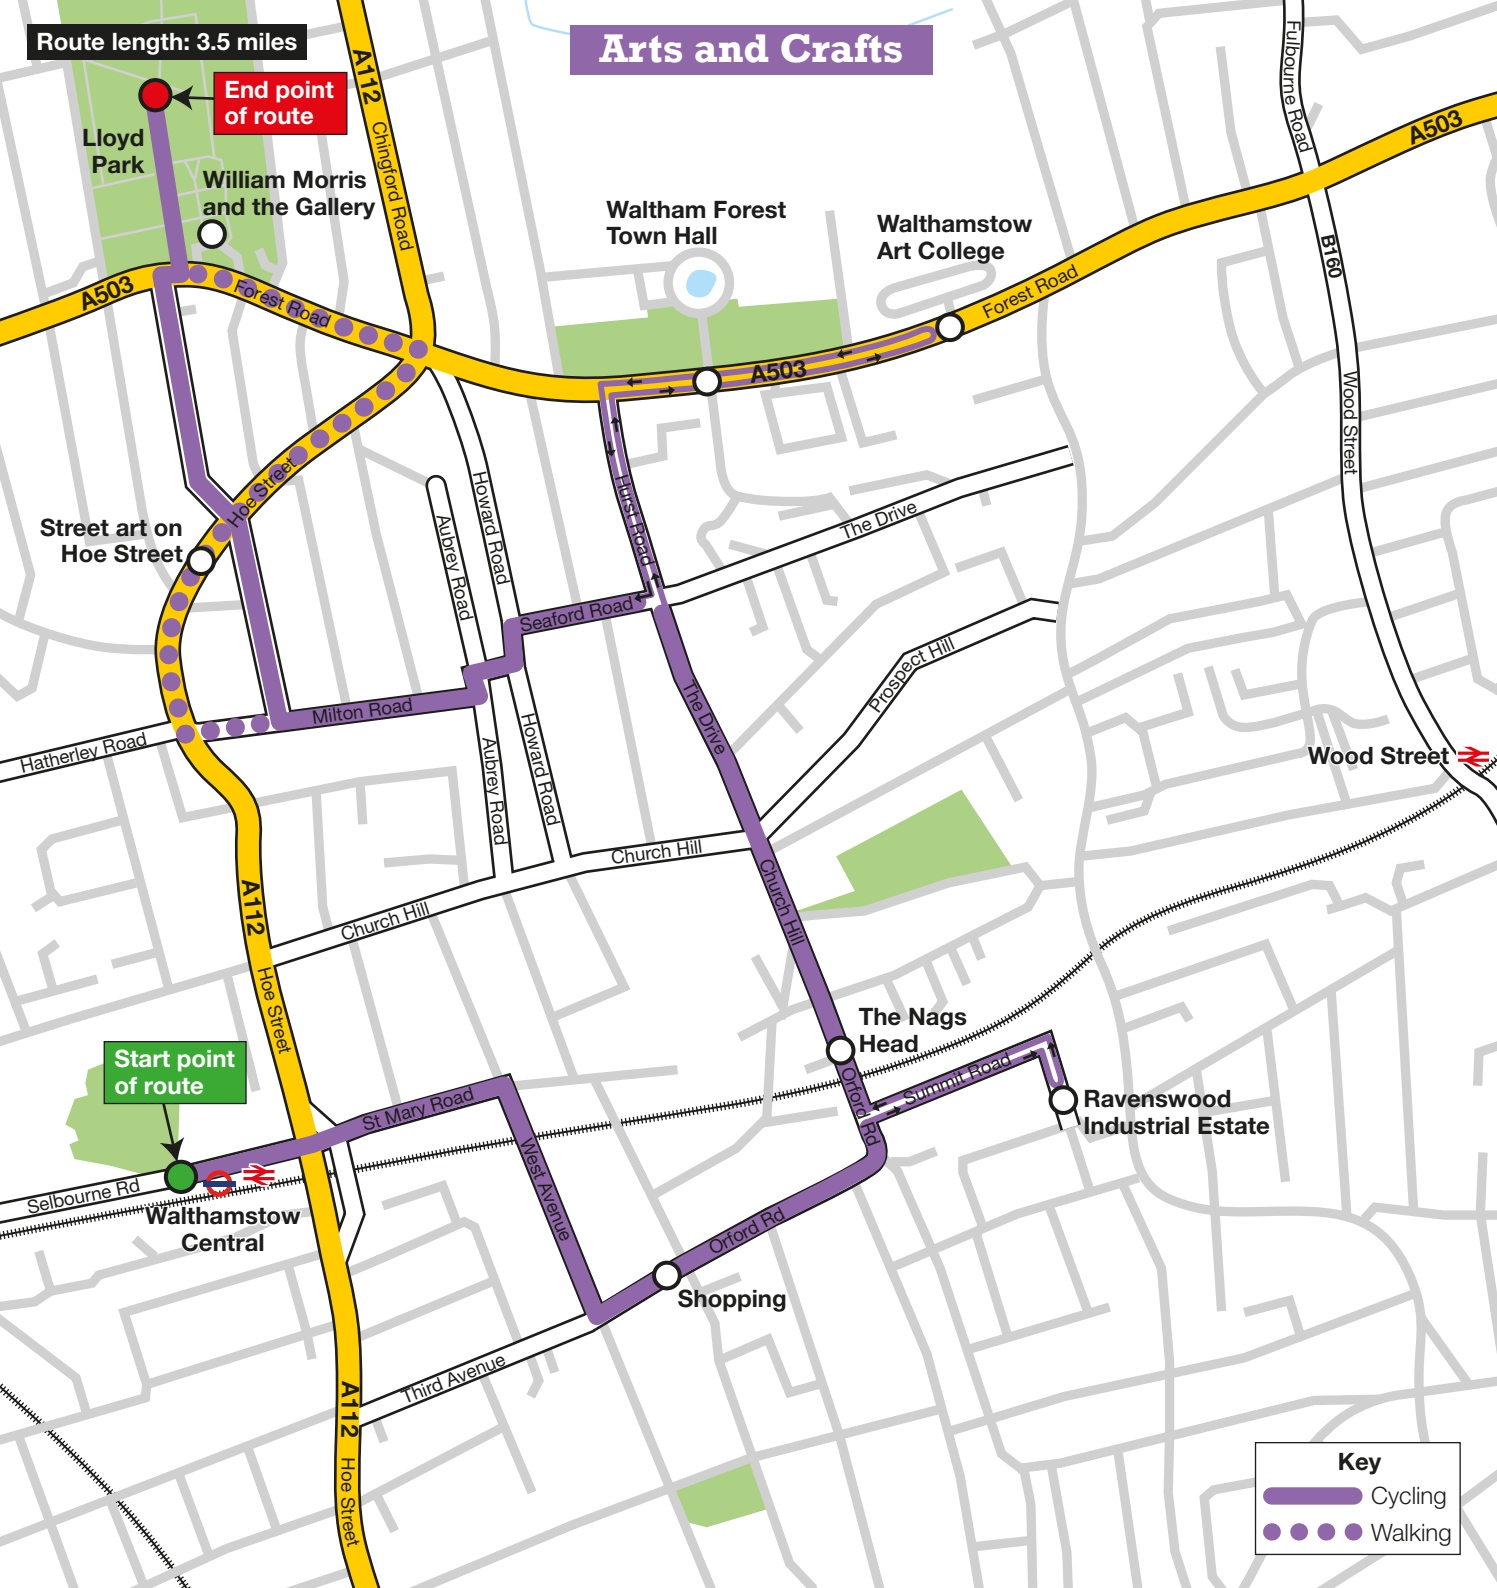 Route length: 3.5 miles
Arts and Crafts
End point
of route
Lloyd
Park
A112
Chingford Road
Fulbourne Road
A503
William Morris
and the Gallery
Waltham Forest
Town Hall
Walthamstow
Art College
B160
A503
Forest Road
Forest Road
A503
Wood Street
Hoe Street
Howard Road
Hurst Road
The Drive
Street art on
Hoe Street
Aubrey Road
Seaford Road
Prospect Hill
Milton Road
The Drive
Hatherley Road
Aubrey Road
Howard Road
Wood Street
Church Hill
Church Hill
A112
Church Hill
Hoe Street
The Nags
Head
Start point
of route
Orford Rd
Summit Road
St Mary Road
Ravenswood
Industrial Estate
West Avenue
Selbourne Rd
Walthamstow
Central
Orford Rd
Shopping
Third Avenue
A112
Hoe Street
Key
Cycling
Walking